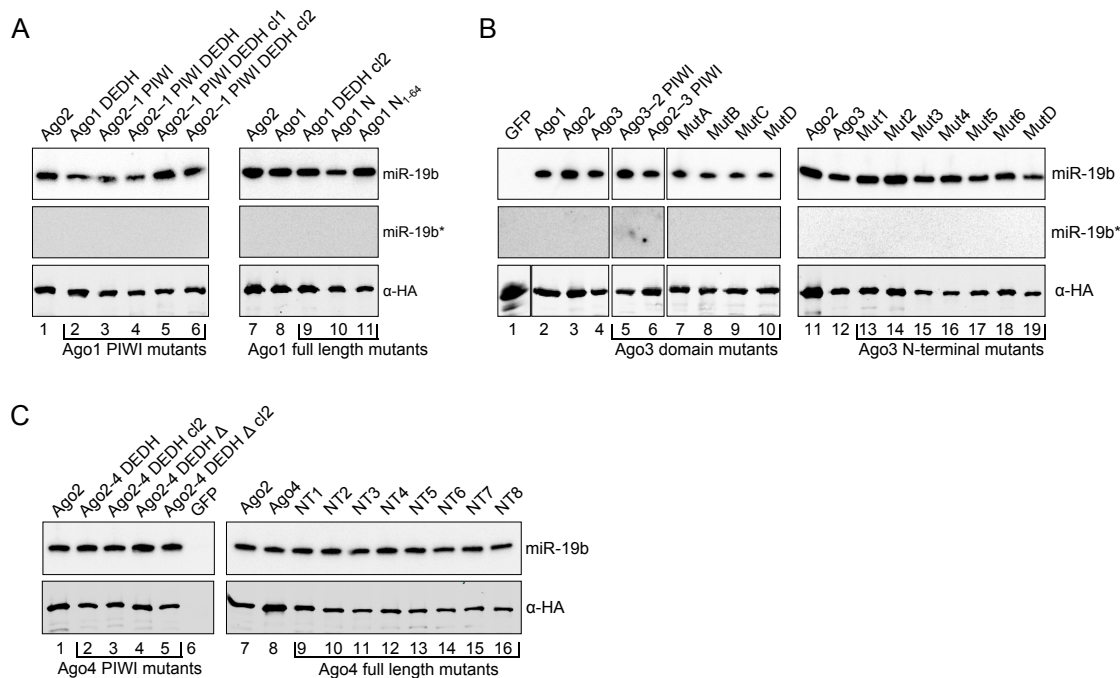 A
Ago2
Ago1 DEDH
Ago2–1 PIWI
Ago2–1 PIWI DEDH
Ago2–1 PIWI DEDH cl1
Ago2–1 PIWI DEDH cl2
Ago2
Ago1
Ago1 DEDH cl2
Ago1 N
Ago1 N1-64
miR-19b
miR-19b*
α-HA
1 2 3 4 5 6 7 8 9 10 11
Ago1 PIWI mutants
Ago1 full length mutants
B
GFP
Ago1
Ago2
Ago3
Ago3–2 PIWI
Ago2–3 PIWI
MutA
MutB
MutC
MutD
Ago2
Ago3
Mut1
Mut2
Mut3
Mut4
Mut5
Mut6
MutD
miR-19b
miR-19b*
α-HA
1 2 3 4 5 6 7 8 9 10 11 12 13 14 15 16 17 18 19
Ago3 domain mutants
Ago3 N-terminal mutants
C
Ago2
Ago2-4 DEDH
Ago2-4 DEDH cl2
Ago2-4 DEDH Δ
Ago2-4 DEDH Δ cl2
GFP
Ago2
Ago4
NT1
NT2
NT3
NT4
NT5
NT6
NT7
NT8
miR-19b
α-HA
1 2 3 4 5 6 7 8 9 10 11 12 13 14 15 16
Ago4 PIWI mutants
Ago4 full length mutants